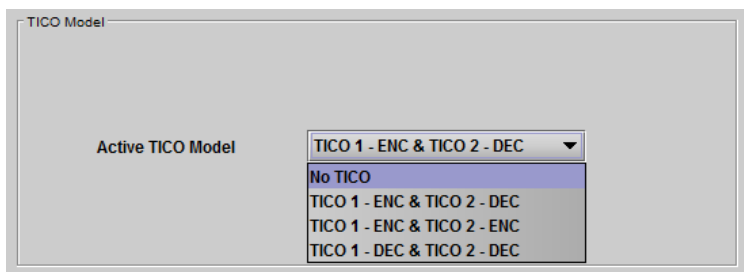 TICO Model
Active TICO Model
TICO 1 - ENC & TICO 2 - DEC
No TICO
TICO 1 - ENC & TICO 2 - DEC
TICO 1 - ENC & TICO 2 - ENC
TICO 1 - DEC & TICO 2 - DEC